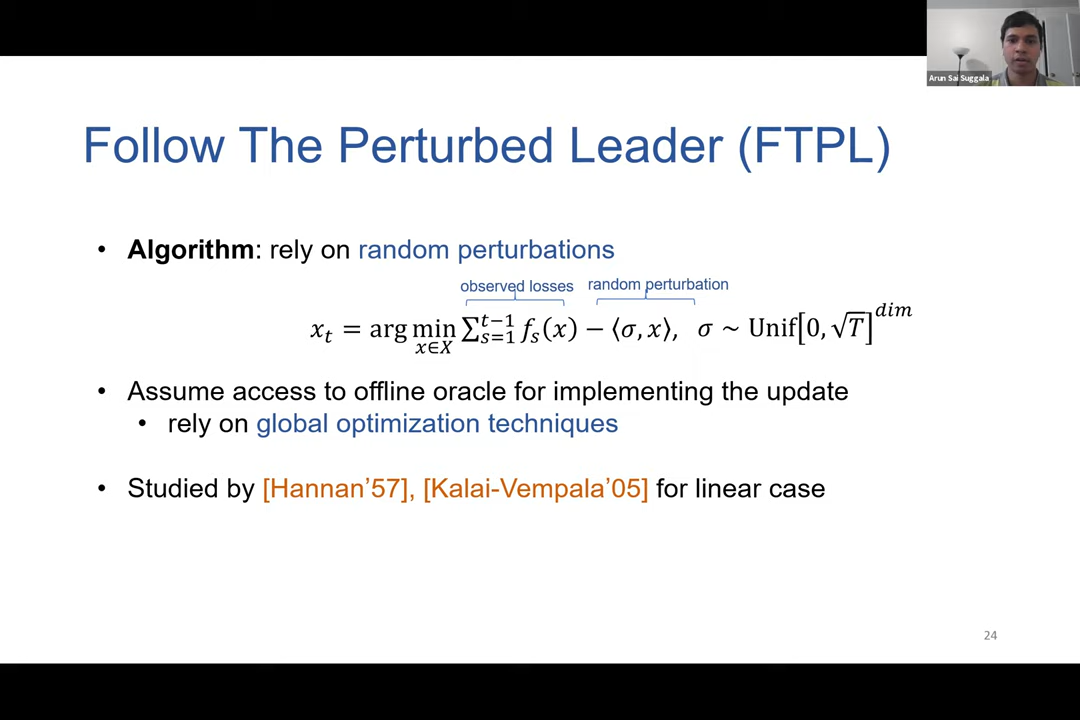 Arun Sai Suggala
Follow The Perturbed Leader (FTPL)
• Algorithm: rely on random perturbations
observed losses random perturbation
x_t = arg min_{x∈X} ∑_{s=1}^{t−1} f_s(x) − ⟨σ, x⟩, σ ~ Unif[0, √T]^{dim}
• Assume access to offline oracle for implementing the update
• rely on global optimization techniques
• Studied by [Hannan’57], [Kalai-Vempala’05] for linear case
24